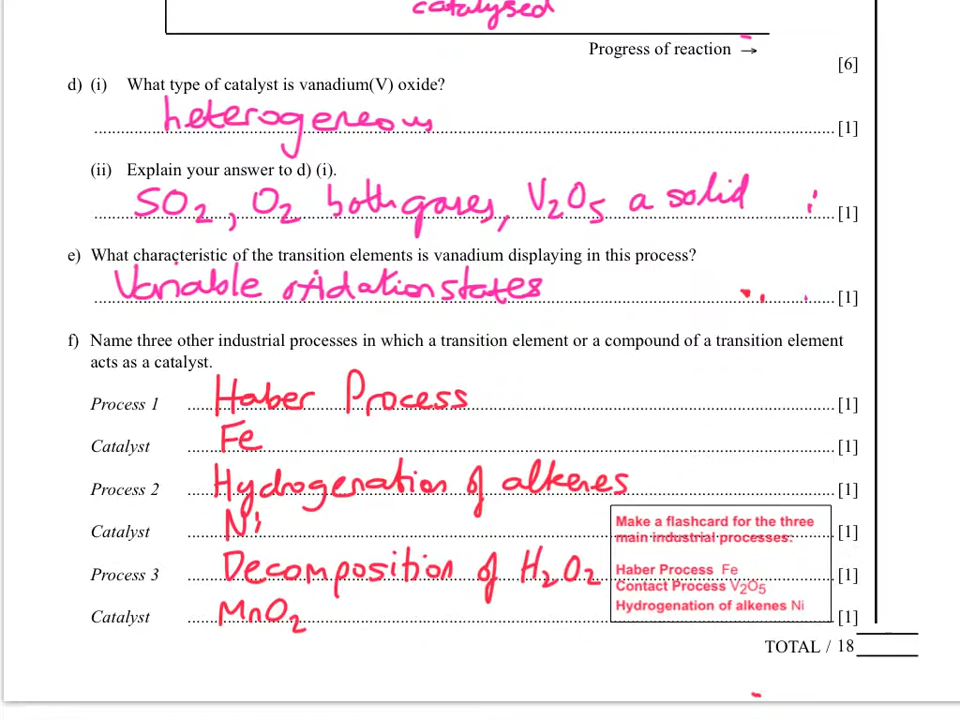 catalysed
Progress of reaction →
[6]
d) (i) What type of catalyst is vanadium(V) oxide?
heterogeneous [1]
(ii) Explain your answer to d) (i).
SO2, O2 both gases, V2O5 a solid [1]
e) What characteristic of the transition elements is vanadium displaying in this process?
Variable oxidation states [1]
f) Name three other industrial processes in which a transition element or a compound of a transition element
acts as a catalyst.
Process 1 Haber Process [1]
Catalyst Fe [1]
Process 2 Hydrogenation of alkenes [1]
Catalyst Ni [1]
Process 3 Decomposition of H2O2 [1]
Catalyst MnO2 [1]
Make a flashcard for the three
main industrial processes:
Haber Process Fe
Contact Process V2O5
Hydrogenation of alkenes Ni
TOTAL / 18